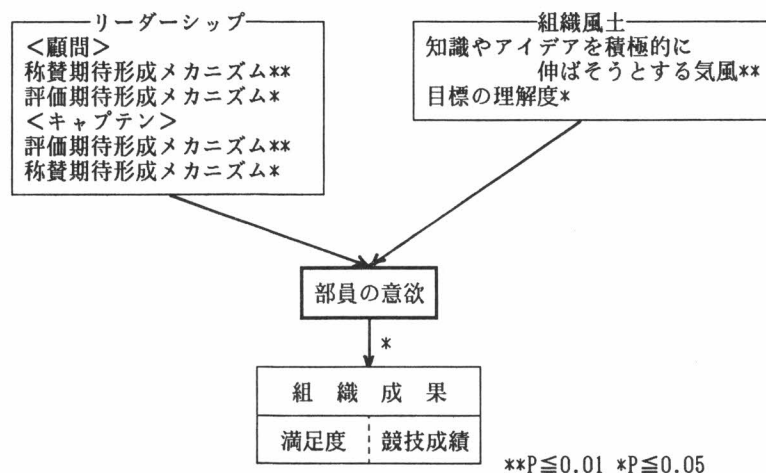 リーダーシップ
<顧問>
称賛期待形成メカニズム**
評価期待形成メカニズム*
<キャプテン>
評価期待形成メカニズム**
称賛期待形成メカニズム*
組織風土
知識やアイデアを積極的に
伸ばそうとする気風**
目標の理解度*
部員の意欲
*
組織成果
満足度 競技成績
**P≦0.01 *P≦0.05